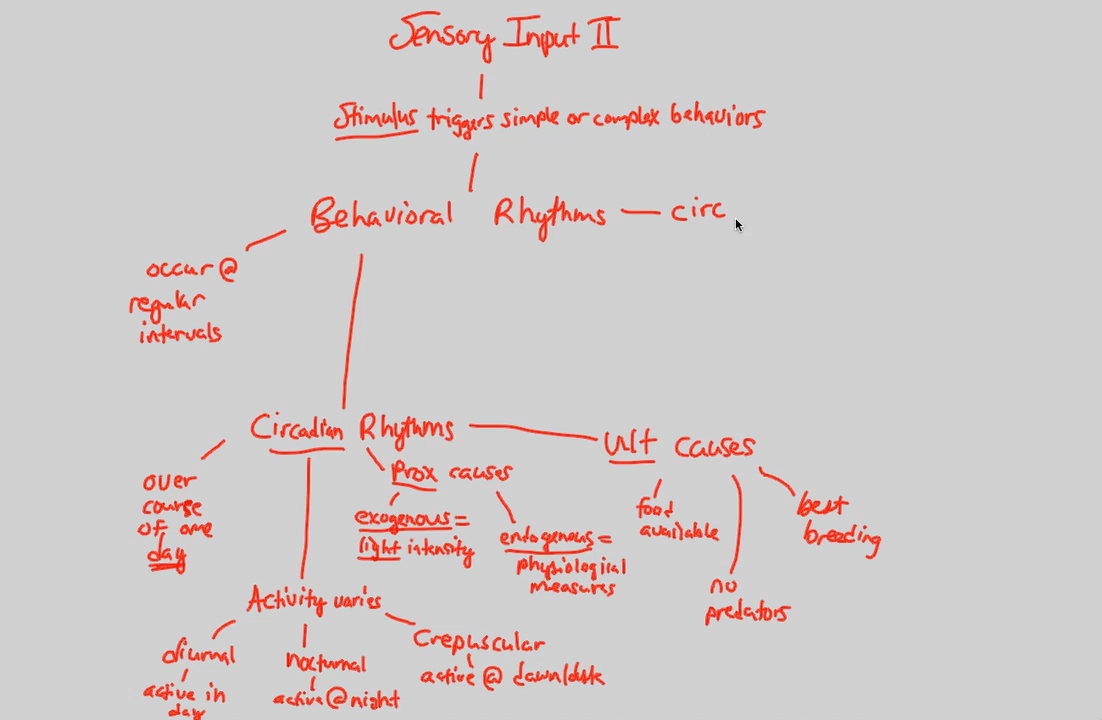 Sensory Input II
Stimulus triggers simple or complex behaviors
Behavioral Rhythms — circ
occur @
regular
intervals
Circadian Rhythms
over
course
of one
day
Prox causes
exogenous =
light intensity
endogenous =
physiological
measures
Ult causes
food
available
no
predators
best
breeding
Activity varies
diurnal
active in
day
nocturnal
active @ night
Crepuscular
active @ dawn/dusk